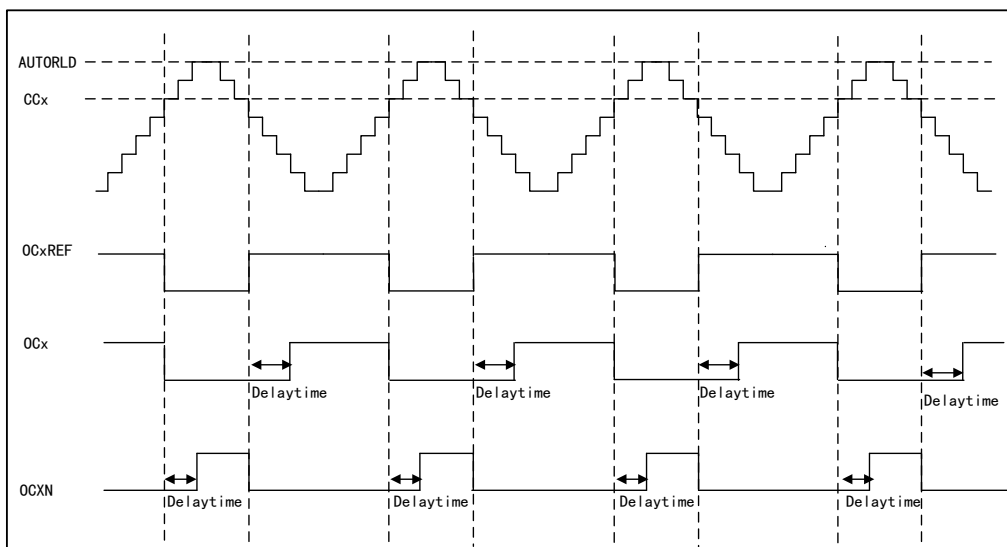 AUTORLD
CCx
OCxREF
OCx
Delaytime
Delaytime
Delaytime
Delaytime
OCXN
Delaytime
Delaytime
Delaytime
Delaytime